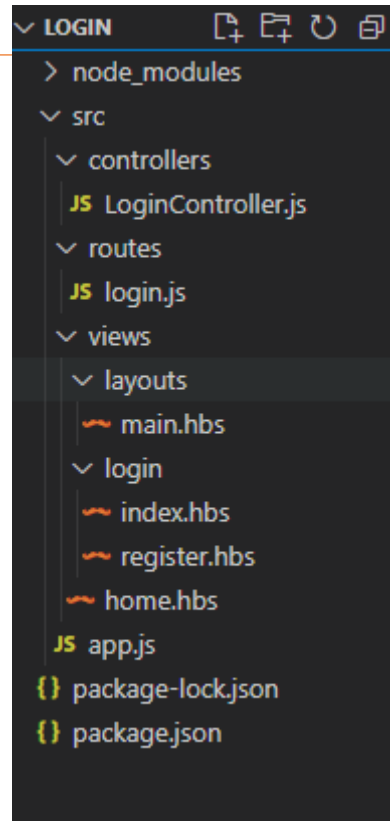 LOGIN
node_modules
src
controllers
JS LoginController.js
routes
JS login.js
views
layouts
main.hbs
login
index.hbs
register.hbs
home.hbs
JS app.js
{} package-lock.json
{} package.json